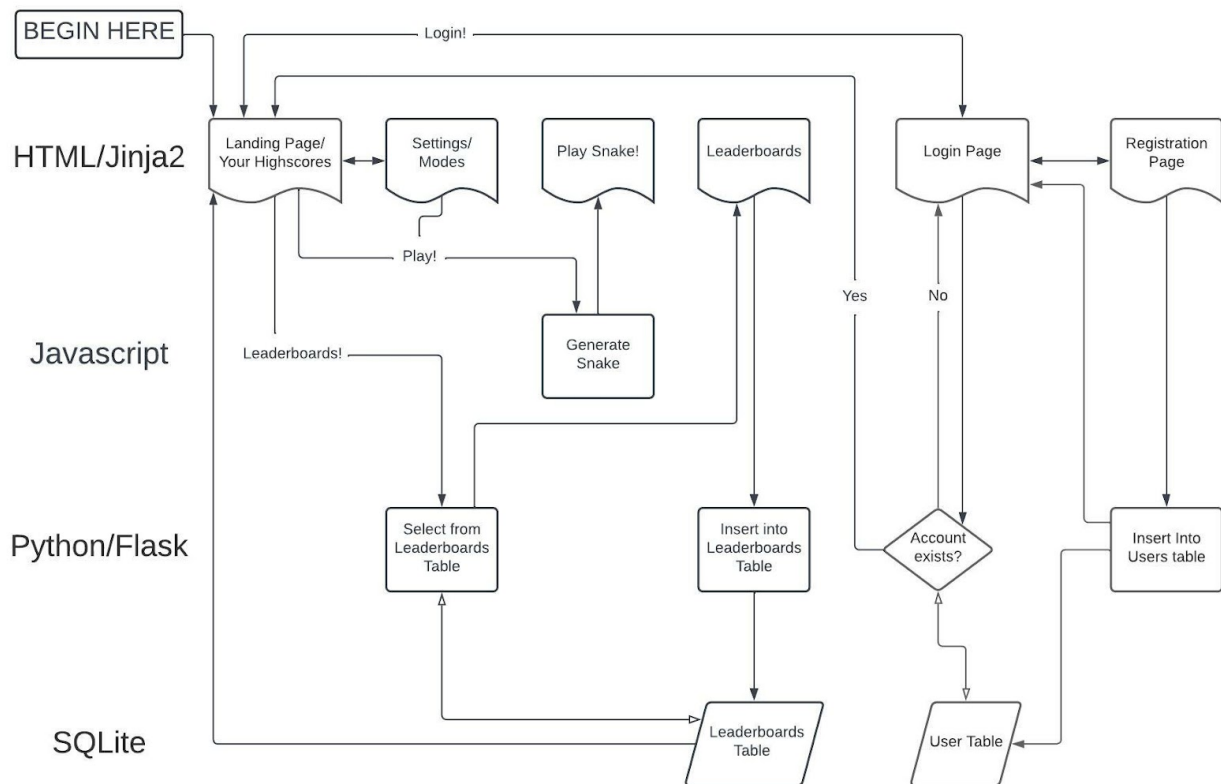 BEGIN HERE
Login!
HTML/Jinja2
Landing Page/
Your Highscores
Settings/
Modes
Play Snake!
Leaderboards
Login Page
Registration
Page
Play!
Yes
No
Javascript
Leaderboards!
Generate
Snake
Python/Flask
Select from
Leaderboards
Table
Insert into
Leaderboards
Table
Account
exists?
Insert Into
Users table
SQLite
Leaderboards
Table
User Table